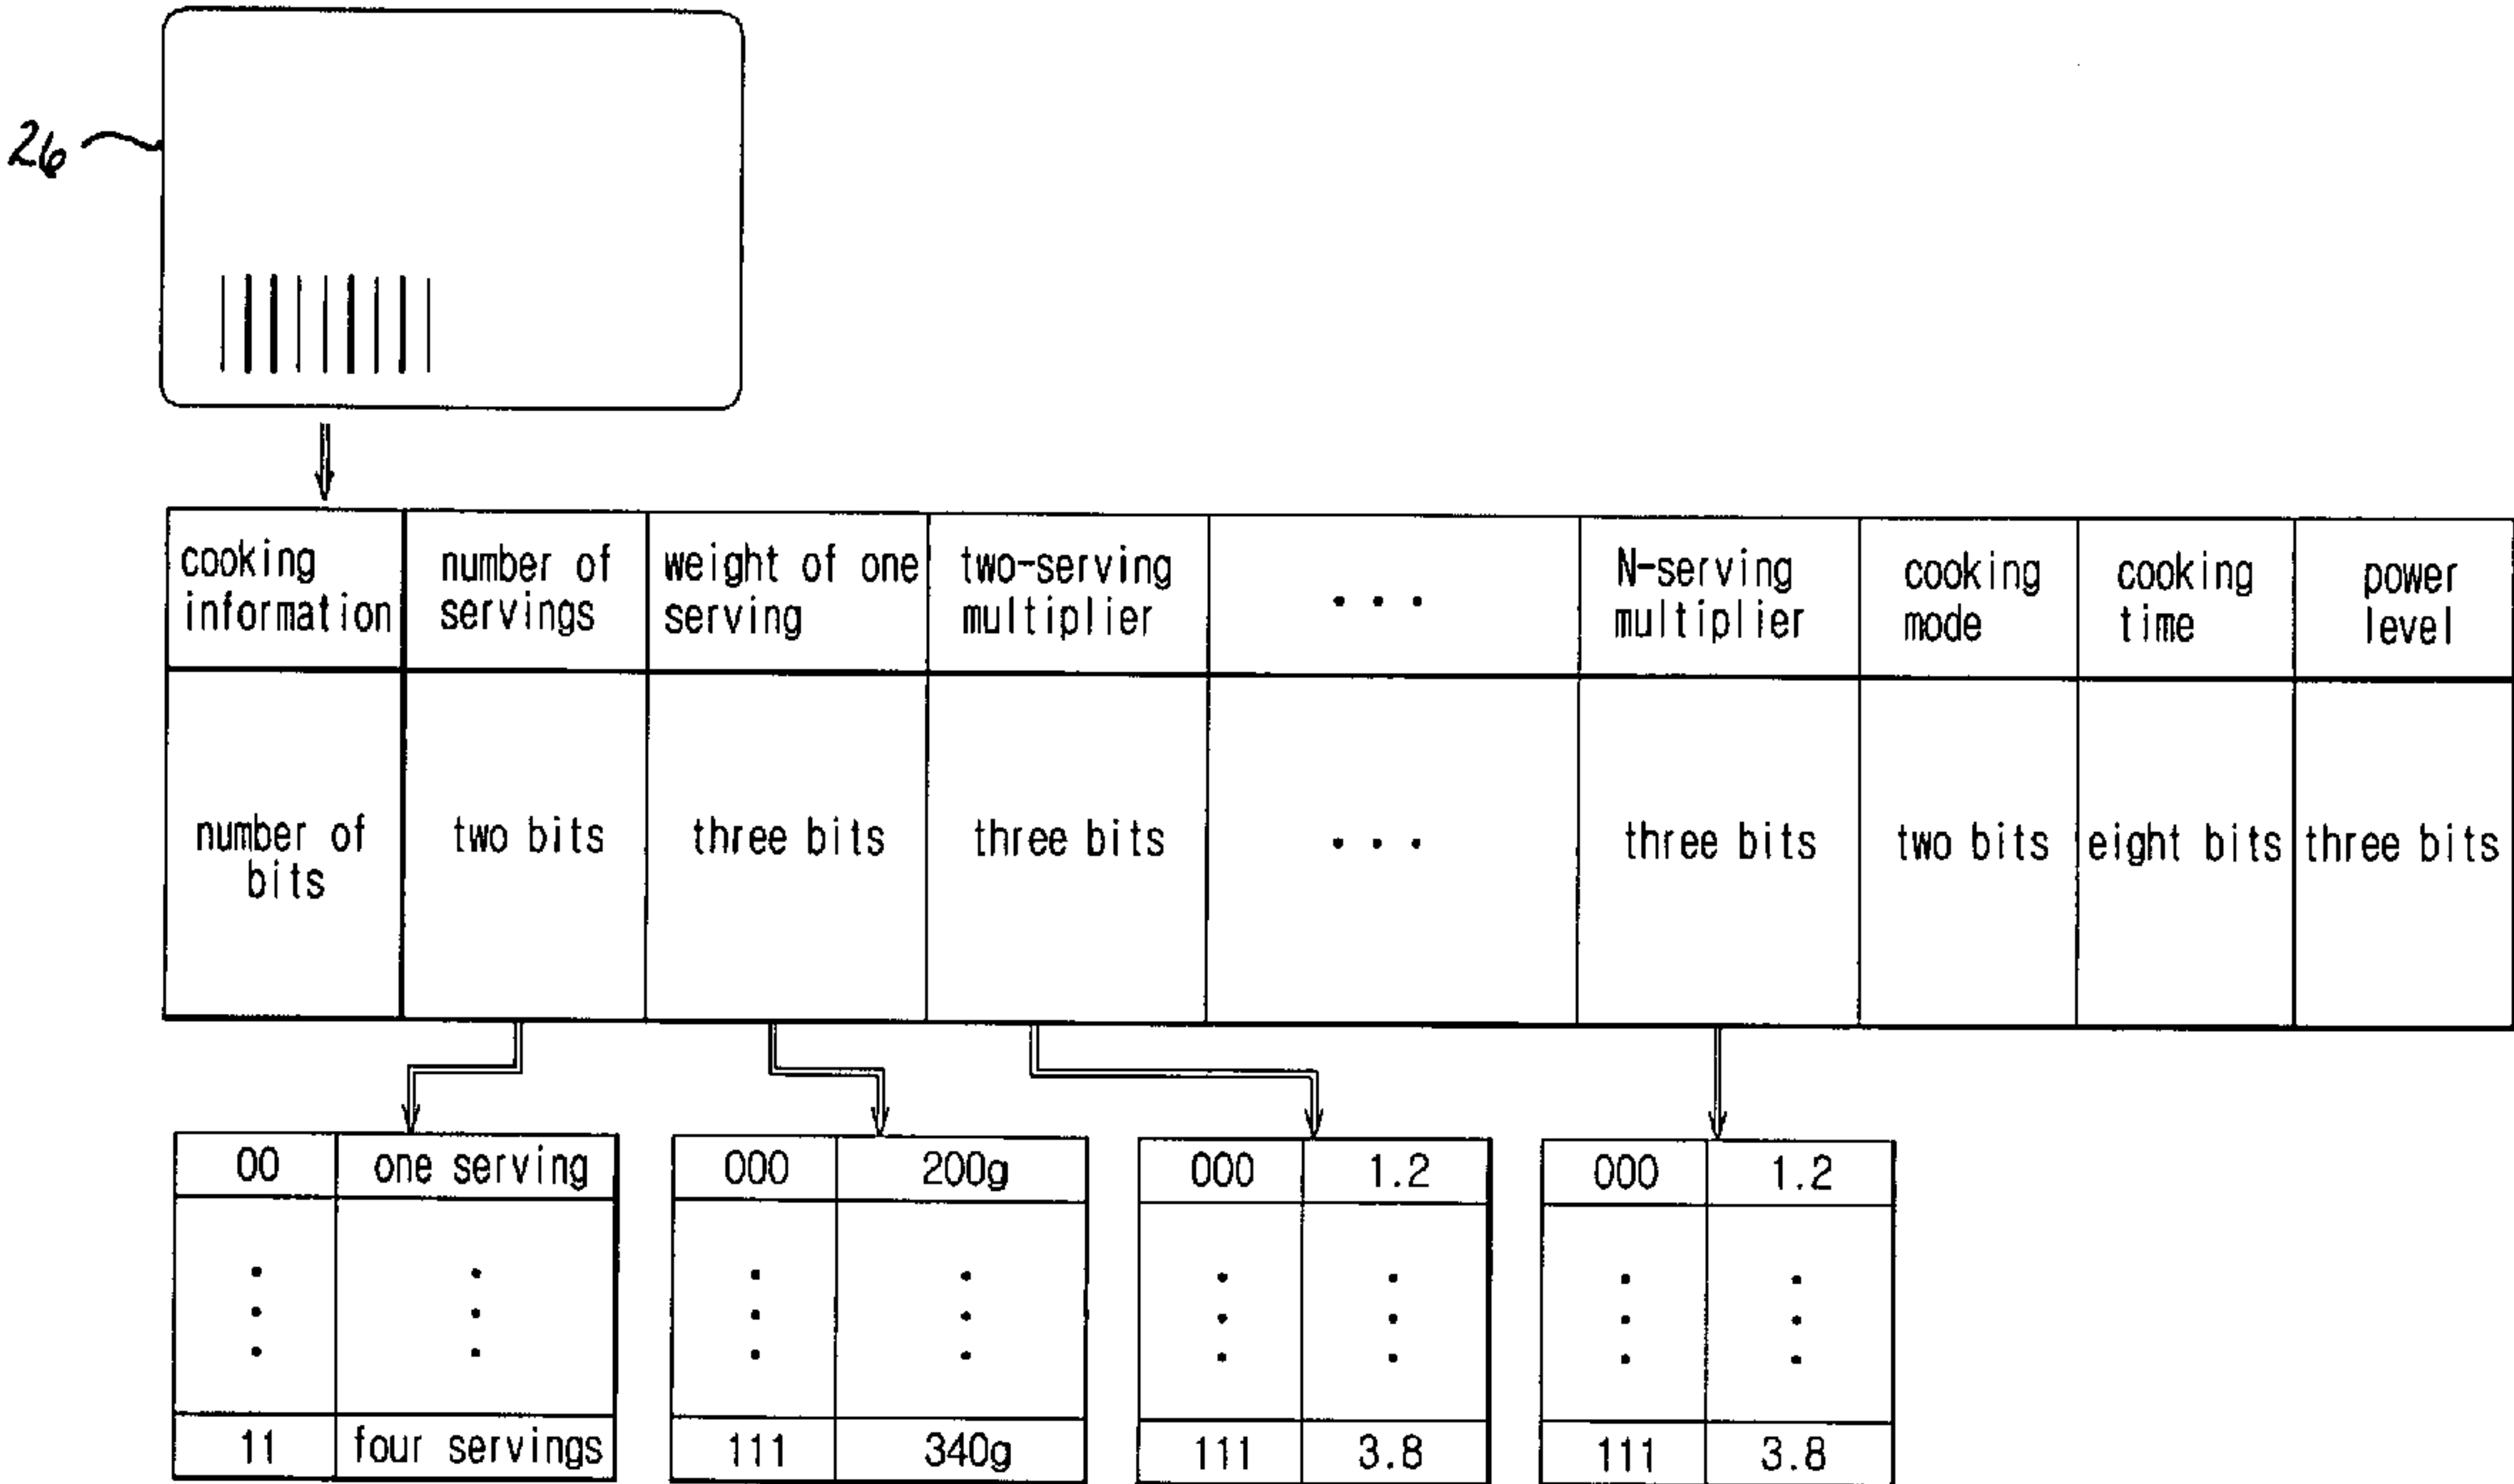 26
cooking information
number of servings
weight of one serving
two-serving multiplier
...
N-serving multiplier
cooking mode
cooking time
power level
number of bits
two bits
three bits
three bits
...
three bits
two bits
eight bits
three bits
00 one serving
11 four servings
000 200g
111 340g
000 1.2
111 3.8
000 1.2
111 3.8